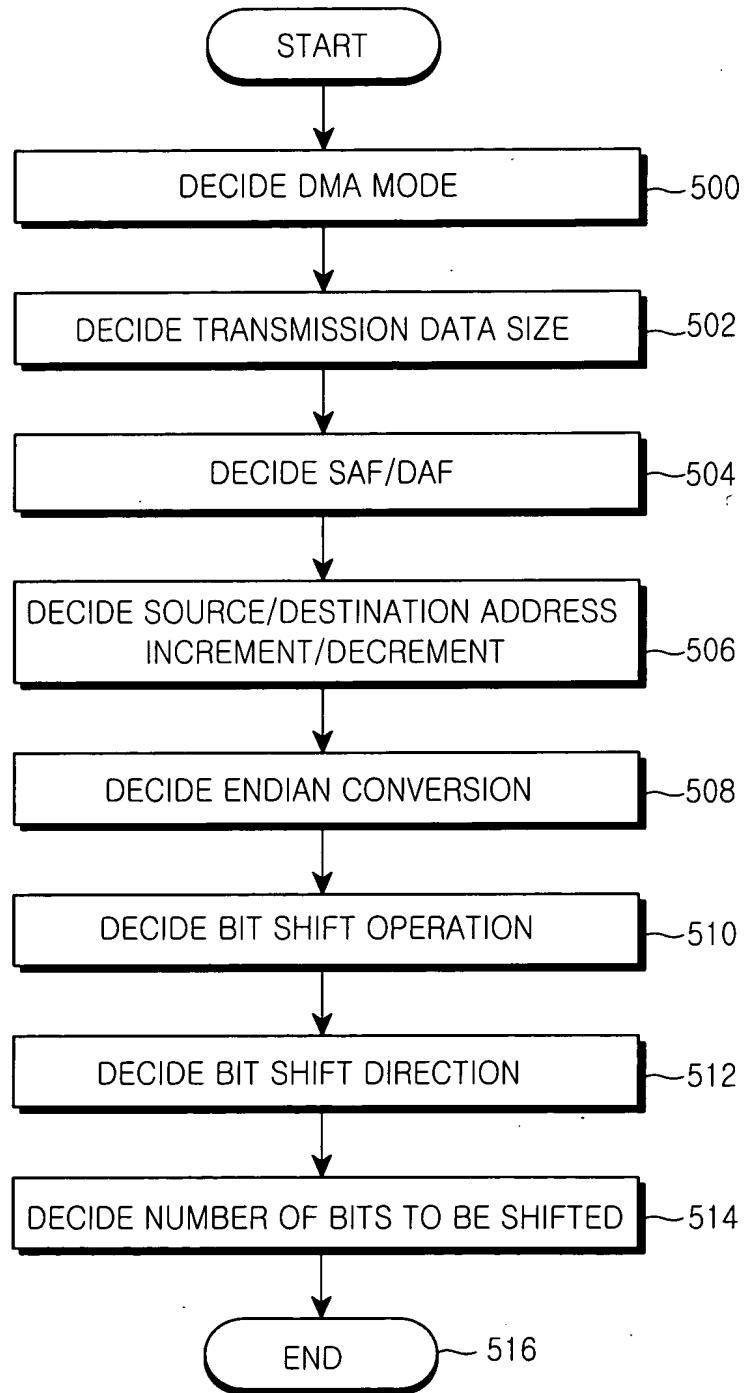 START
DECIDE DMA MODE
500
DECIDE TRANSMISSION DATA SIZE
502
DECIDE SAF/DAF
504
DECIDE SOURCE/DESTINATION ADDRESS
INCREMENT/DECREMENT
506
DECIDE ENDIAN CONVERSION
508
DECIDE BIT SHIFT OPERATION
510
DECIDE BIT SHIFT DIRECTION
512
DECIDE NUMBER OF BITS TO BE SHIFTED
514
END
516